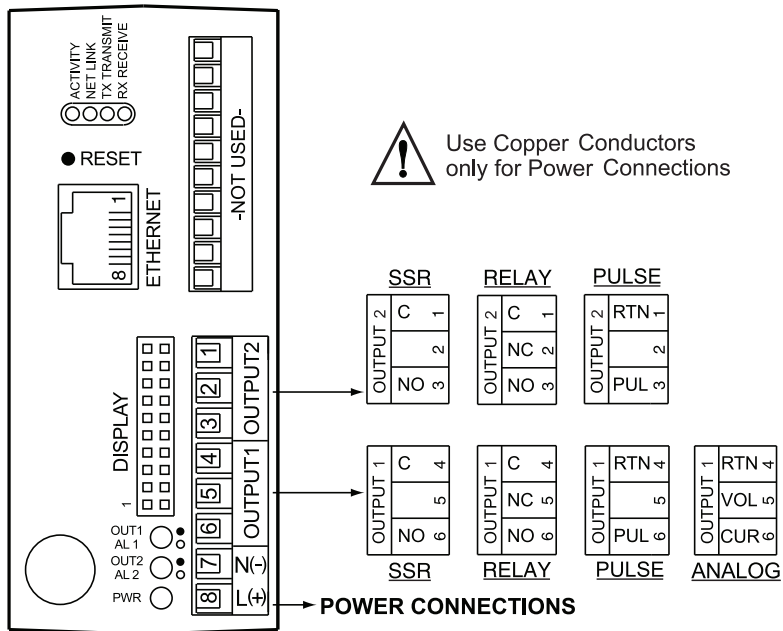 ACTIVITY
NET LINK
TX TRANSMIT
RX RECEIVE
RESET
1
8
ETHERNET
-NOT USED-
Use Copper Conductors
only for Power Connections
DISPLAY
1
1
2
3
4
5
6
7
8
OUTPUT2
OUTPUT1
N(-)
L(+)
OUT1
AL 1
OUT2
AL 2
PWR
SSR
OUTPUT 2
C 1
2
NO 3
RELAY
OUTPUT 2
C 1
NC 2
NO 3
PULSE
OUTPUT 2
RTN 1
2
PUL 3
OUTPUT 1
C 4
5
NO 6
SSR
OUTPUT 1
C 4
NC 5
NO 6
RELAY
OUTPUT 1
RTN 4
5
PUL 6
PULSE
OUTPUT 1
RTN 4
VOL 5
CUR 6
ANALOG
POWER CONNECTIONS